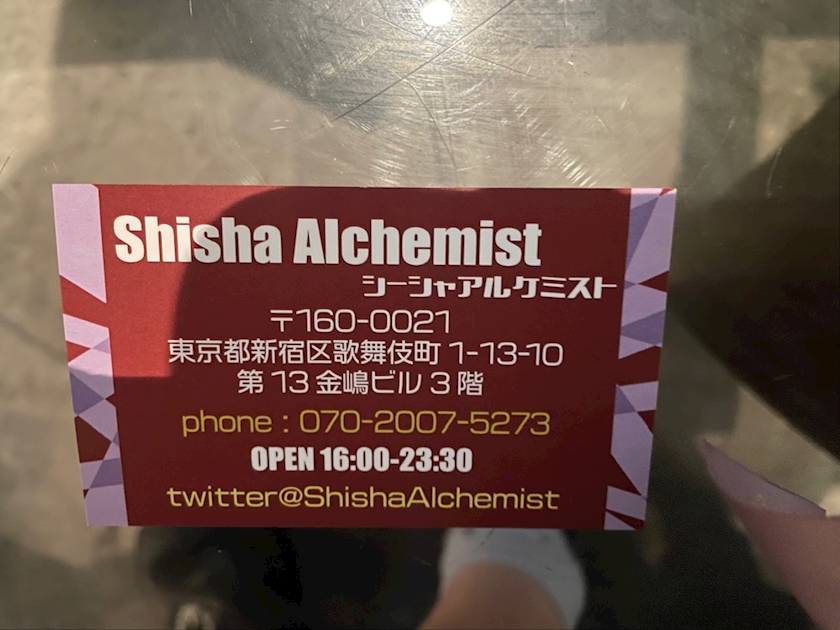 Shisha Alchemist
シーシャアルケミスト
〒160-0021
東京都新宿区歌舞伎町 1-13-10
第 13 金嶋ビル 3 階
phone : 070-2007-5273
OPEN 16:00-23:30
twitter@ShishaAlchemist